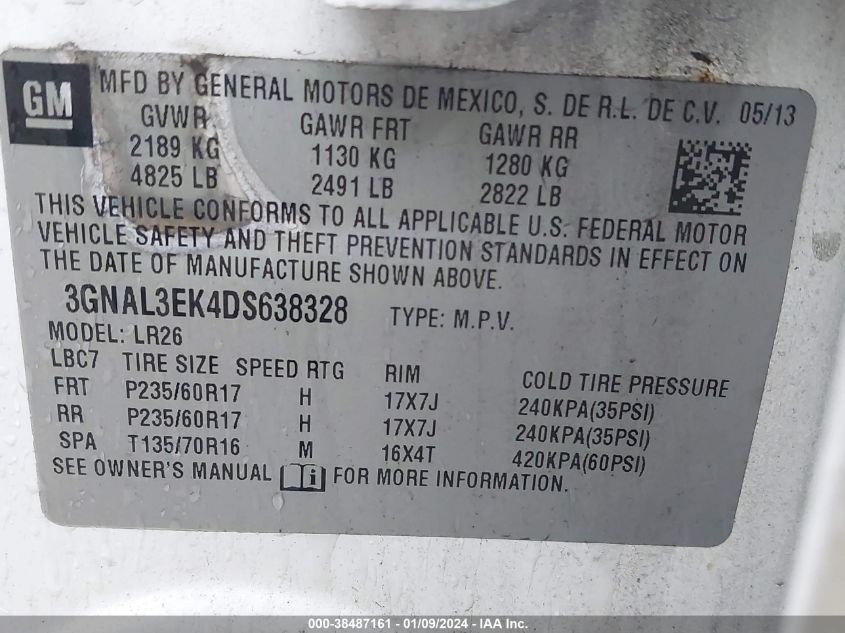 GM
MFD BY GENERAL MOTORS DE MEXICO, S. DE R.L. DE C.V. 05/13
GVWR GAWR FRT GAWR RR
2189 KG 1130 KG 1280 KG
4825 LB 2491 LB 2822 LB
THIS VEHICLE CONFORMS TO ALL APPLICABLE U.S. FEDERAL MOTOR
VEHICLE SAFETY AND THEFT PREVENTION STANDARDS IN EFFECT ON
THE DATE OF MANUFACTURE SHOWN ABOVE.
3GNAL3EK4DS638328 TYPE: M.P.V.
MODEL: LR26
LBC7 TIRE SIZE SPEED RTG RIM COLD TIRE PRESSURE
FRT P235/60R17 H 17X7J 240KPA(35PSI)
RR P235/60R17 H 17X7J 240KPA(35PSI)
SPA T135/70R16 M 16X4T 420KPA(60PSI)
SEE OWNER'S MANUAL i FOR MORE INFORMATION.
000-38487161 - 01/09/2024 - IAAI.com